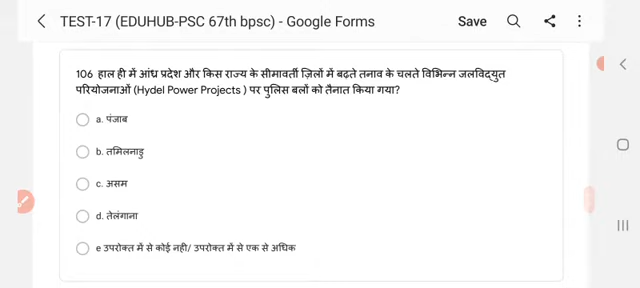 TEST-17 (EDUHUB-PSC 67th bpsc) - Google Forms
Save
106 हाल ही में आंध्र प्रदेश और किस राज्य के सीमावर्ती ज़िलों में बढ़ते तनाव के चलते विभिन्न जलविद्युत
परियोजनाओं (Hydel Power Projects ) पर पुलिस बलों को तैनात किया गया?
a. पंजाब
b. तमिलनाडु
c. असम
d. तेलंगाना
e उपरोक्त में से कोई नही/ उपरोक्त में से एक से अधिक